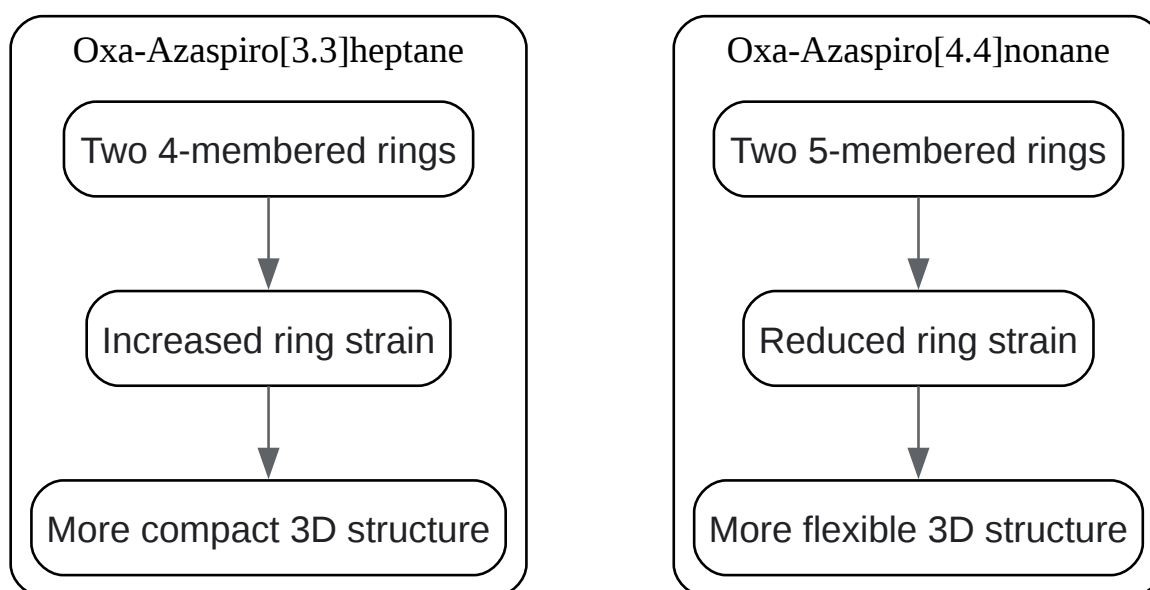 Oxa-Azaspiro[3.3]heptane
Two 4-membered rings
Increased ring strain
More compact 3D structure
Oxa-Azaspiro[4.4]nonane
Two 5-membered rings
Reduced ring strain
More flexible 3D structure